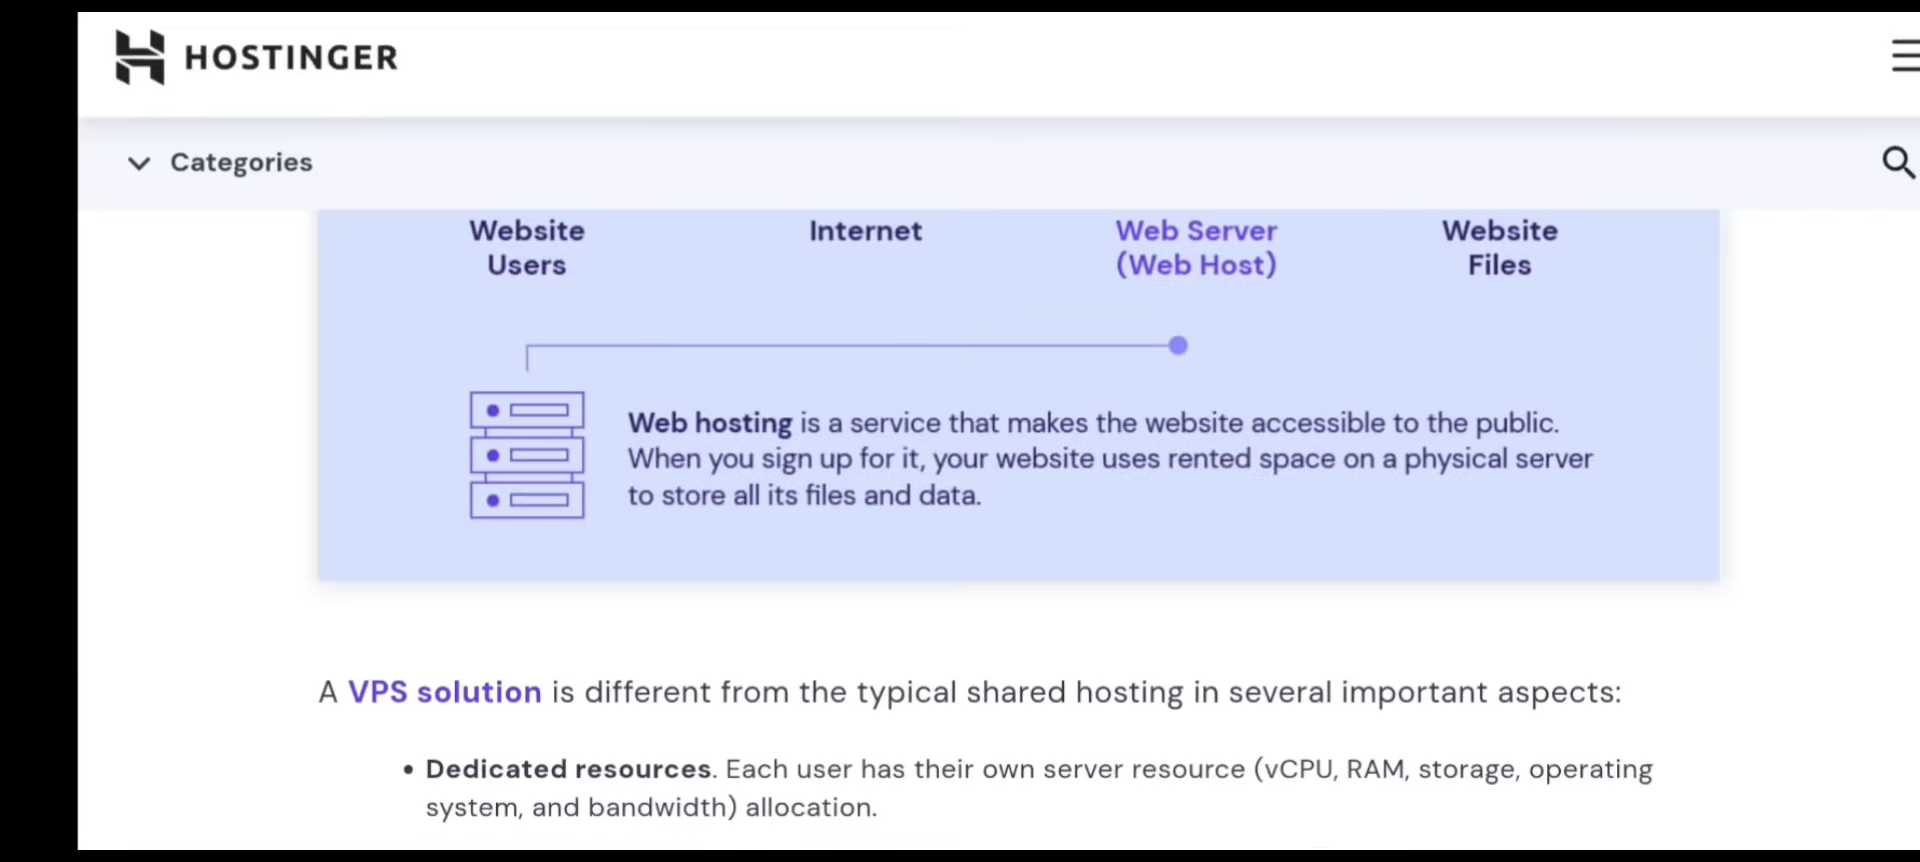 HOSTINGER
Categories
Website Users
Internet
Web Server (Web Host)
Website Files
Web hosting is a service that makes the website accessible to the public.
When you sign up for it, your website uses rented space on a physical server
to store all its files and data.
A VPS solution is different from the typical shared hosting in several important aspects:
• Dedicated resources. Each user has their own server resource (vCPU, RAM, storage, operating
system, and bandwidth) allocation.